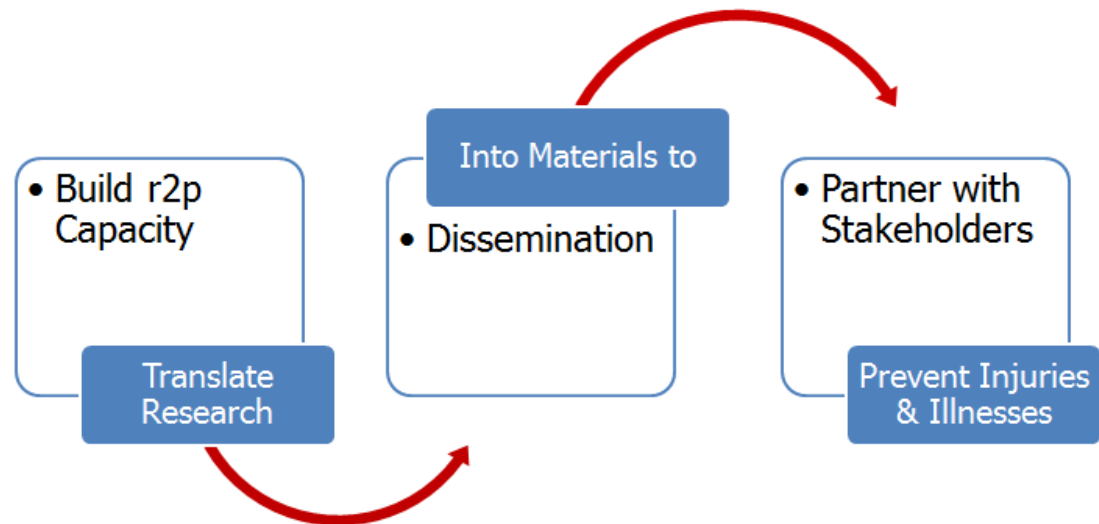 • Build r2p
Capacity
Translate
Research
Into Materials to
• Dissemination
• Partner with
Stakeholders
Prevent Injuries
& Illnesses